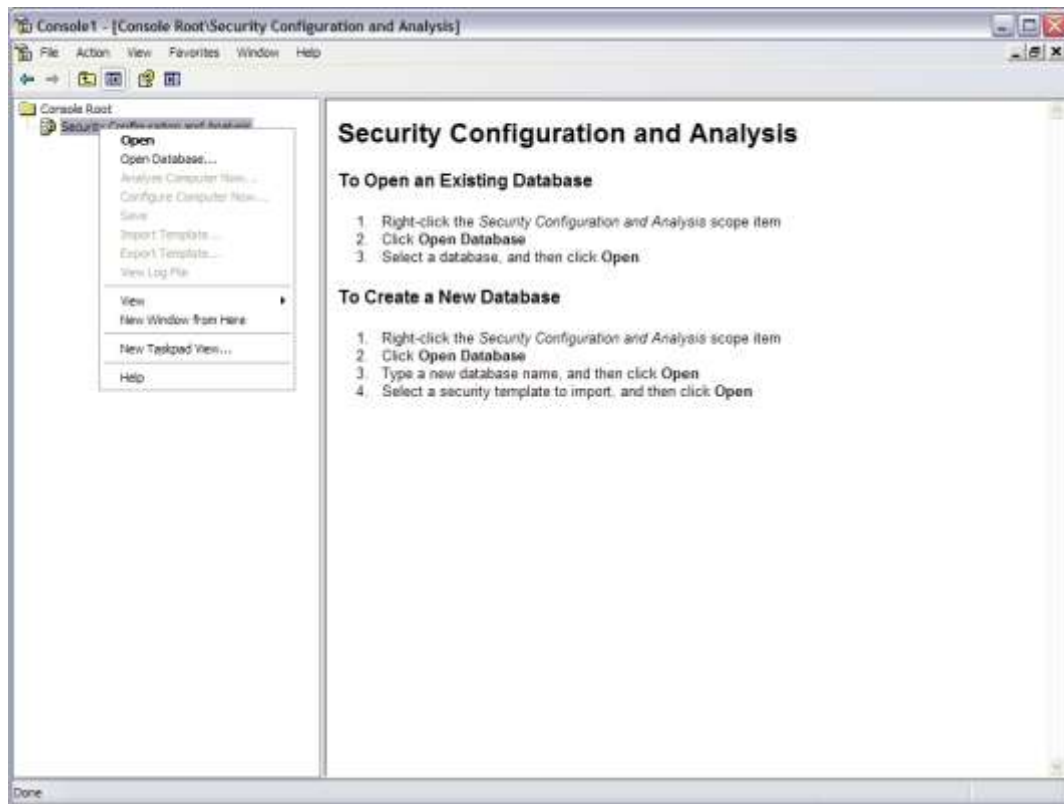 Console1 - [Console Root\Security Configuration and Analysis]
File Action View Favorites Window Help
Console Root
Security Configuration and Analysis
Open
Open Database...
Analyze Computer Now...
Configure Computer Now...
Save
Import Template...
Export Template...
View Log File
View
New Window from Here
New Taskpad View...
Help
Security Configuration and Analysis
To Open an Existing Database
1. Right-click the Security Configuration and Analysis scope item
2. Click Open Database
3. Select a database, and then click Open
To Create a New Database
1. Right-click the Security Configuration and Analysis scope item
2. Click Open Database
3. Type a new database name, and then click Open
4. Select a security template to import, and then click Open
Done